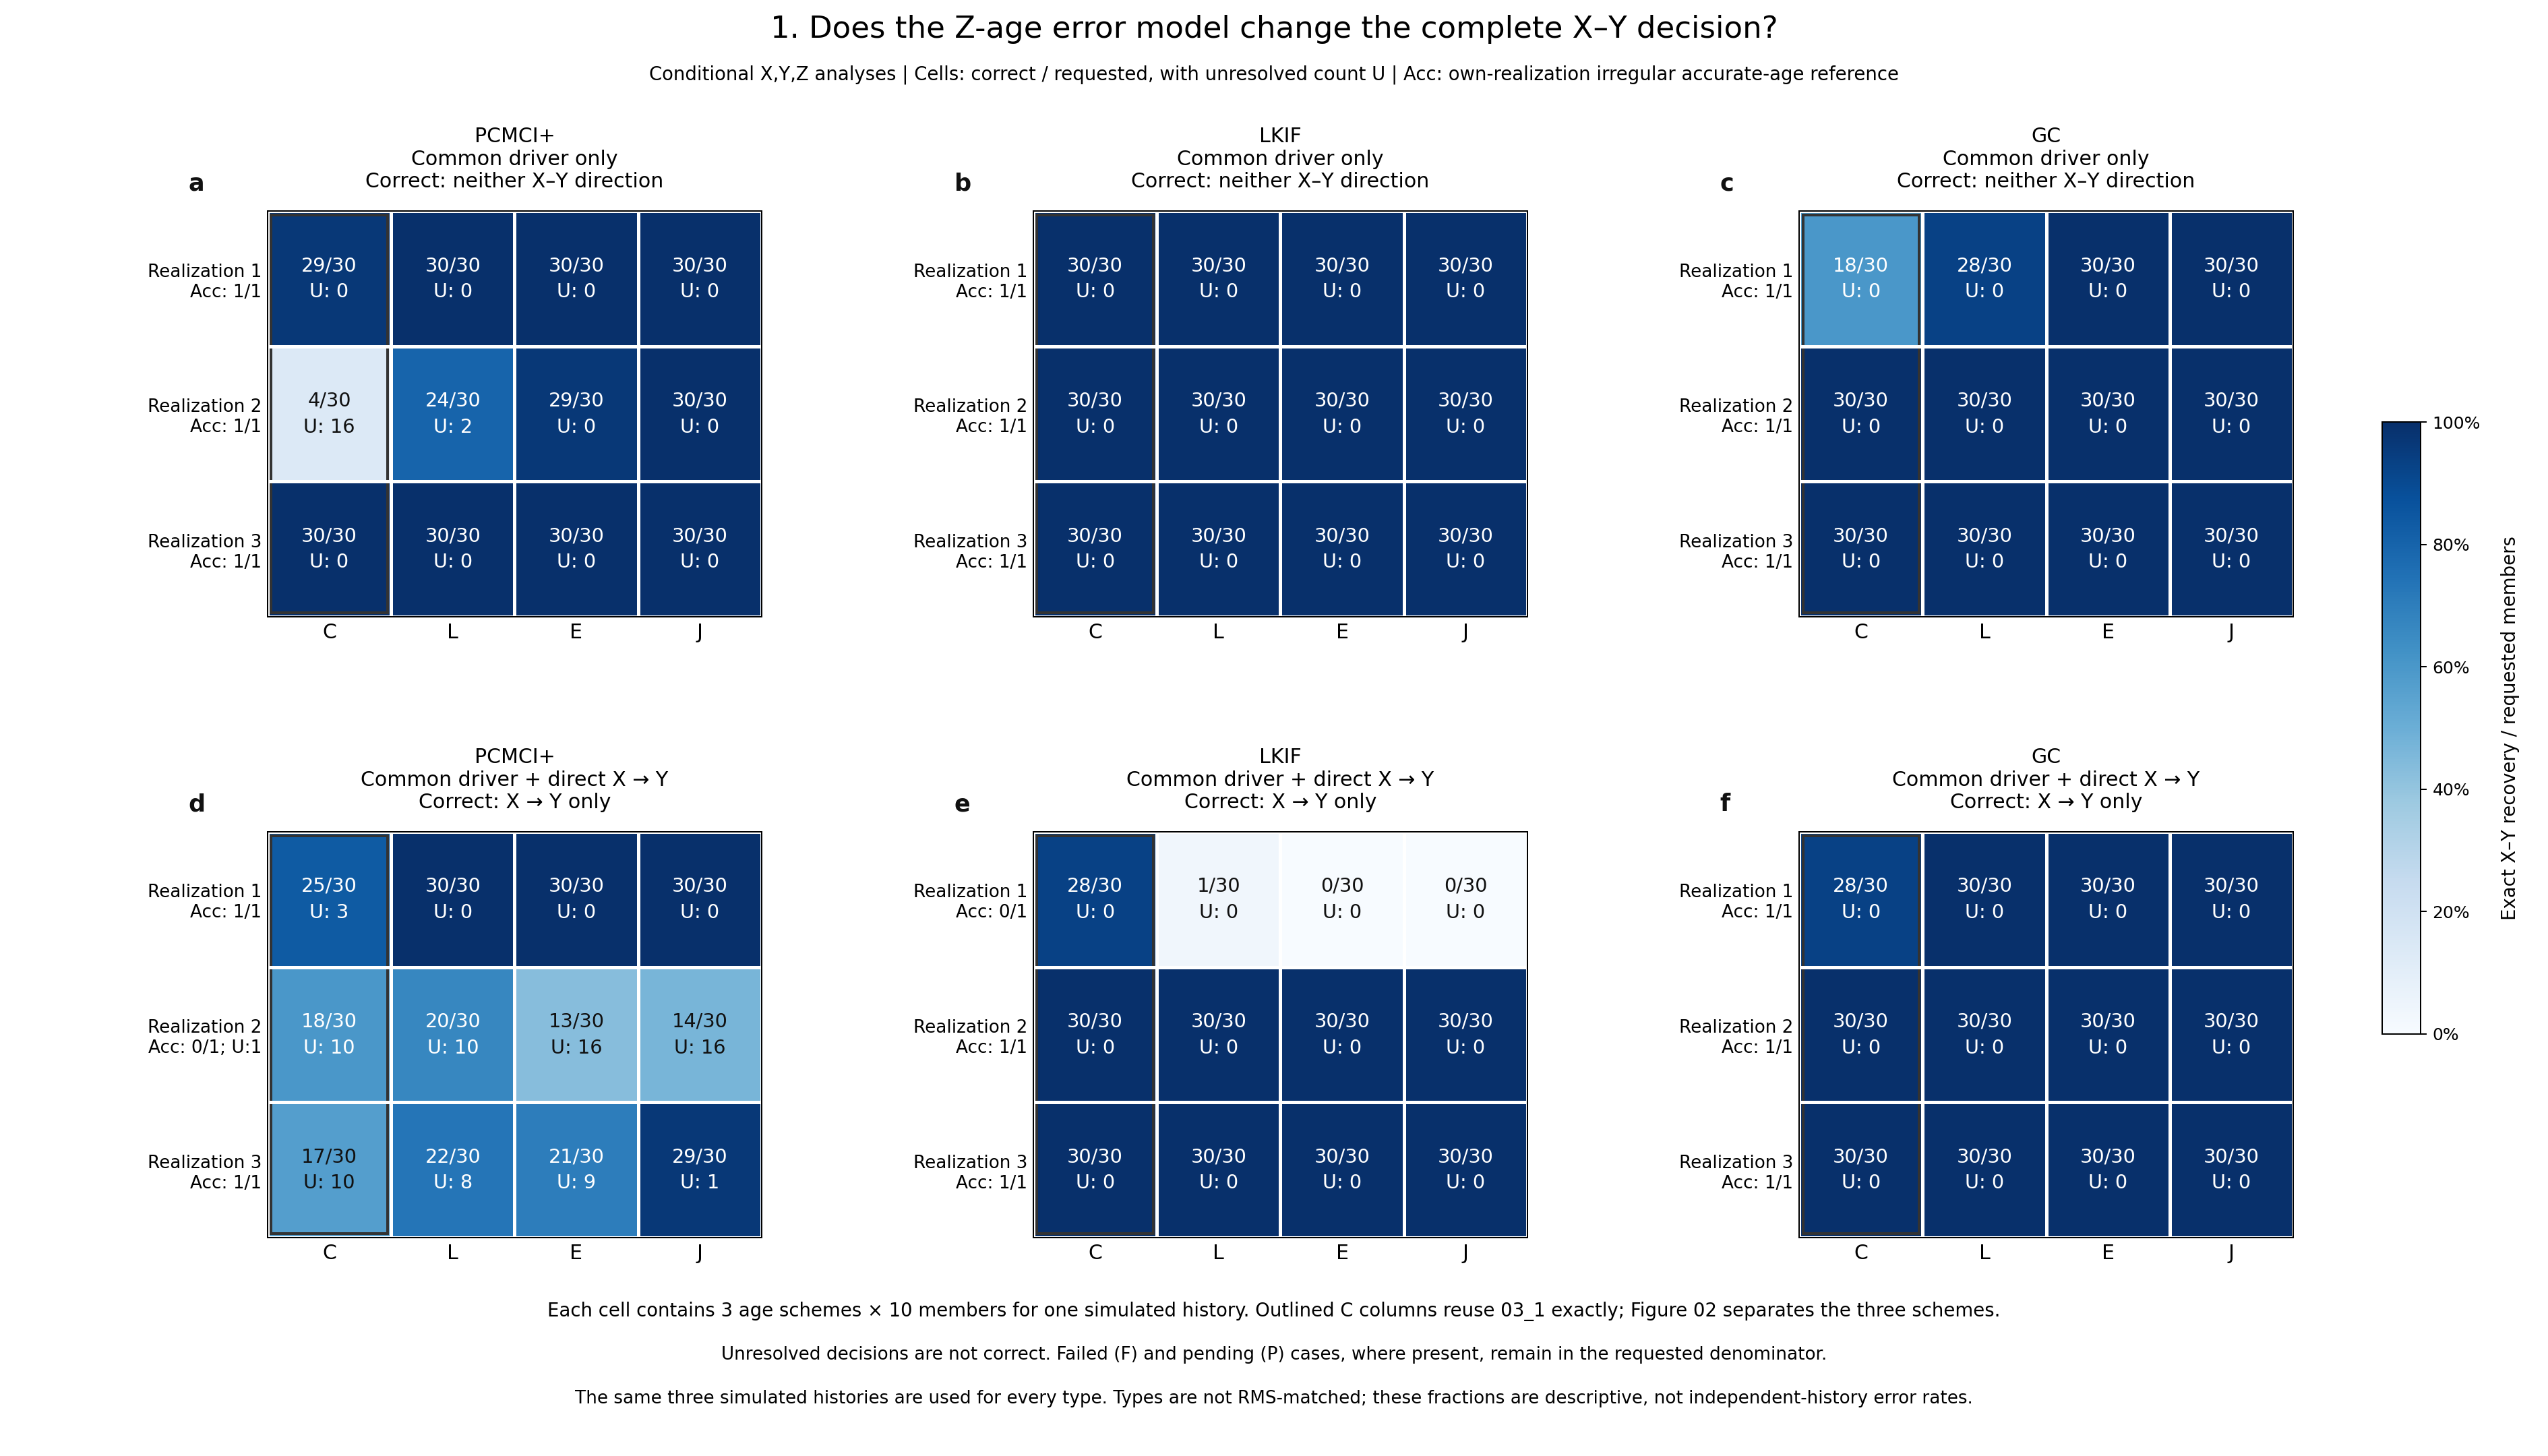 1. Does the Z-age error model change the complete X–Y decision?
Conditional X,Y,Z analyses | Cells: correct / requested, with unresolved count U | Acc: own-realization irregular accurate-age reference
a
PCMCI+
Common driver only
Correct: neither X–Y direction
Realization 1
Acc: 1/1
29/30 30/30 30/30 30/30
U: 0 U: 0 U: 0 U: 0
Realization 2
Acc: 1/1
4/30 24/30 29/30 30/30
U: 16 U: 2 U: 0 U: 0
Realization 3
Acc: 1/1
30/30 30/30 30/30 30/30
U: 0 U: 0 U: 0 U: 0
C L E J
b
LKIF
Common driver only
Correct: neither X–Y direction
Realization 1
Acc: 1/1
30/30 30/30 30/30 30/30
U: 0 U: 0 U: 0 U: 0
Realization 2
Acc: 1/1
30/30 30/30 30/30 30/30
U: 0 U: 0 U: 0 U: 0
Realization 3
Acc: 1/1
30/30 30/30 30/30 30/30
U: 0 U: 0 U: 0 U: 0
C L E J
c
GC
Common driver only
Correct: neither X–Y direction
Realization 1
Acc: 1/1
18/30 28/30 30/30 30/30
U: 0 U: 0 U: 0 U: 0
Realization 2
Acc: 1/1
30/30 30/30 30/30 30/30
U: 0 U: 0 U: 0 U: 0
Realization 3
Acc: 1/1
30/30 30/30 30/30 30/30
U: 0 U: 0 U: 0 U: 0
C L E J
d
PCMCI+
Common driver + direct X → Y
Correct: X → Y only
Realization 1
Acc: 1/1
25/30 30/30 30/30 30/30
U: 3 U: 0 U: 0 U: 0
Realization 2
Acc: 0/1; U:1
18/30 20/30 13/30 14/30
U: 10 U: 10 U: 16 U: 16
Realization 3
Acc: 1/1
17/30 22/30 21/30 29/30
U: 10 U: 8 U: 9 U: 1
C L E J
e
LKIF
Common driver + direct X → Y
Correct: X → Y only
Realization 1
Acc: 0/1
28/30 1/30 0/30 0/30
U: 0 U: 0 U: 0 U: 0
Realization 2
Acc: 1/1
30/30 30/30 30/30 30/30
U: 0 U: 0 U: 0 U: 0
Realization 3
Acc: 1/1
30/30 30/30 30/30 30/30
U: 0 U: 0 U: 0 U: 0
C L E J
f
GC
Common driver + direct X → Y
Correct: X → Y only
Realization 1
Acc: 1/1
28/30 30/30 30/30 30/30
U: 0 U: 0 U: 0 U: 0
Realization 2
Acc: 1/1
30/30 30/30 30/30 30/30
U: 0 U: 0 U: 0 U: 0
Realization 3
Acc: 1/1
30/30 30/30 30/30 30/30
U: 0 U: 0 U: 0 U: 0
C L E J
100%
80%
60%
40%
20%
0%
Exact X–Y recovery / requested members
Each cell contains 3 age schemes × 10 members for one simulated history. Outlined C columns reuse 03_1 exactly; Figure 02 separates the three schemes.
Unresolved decisions are not correct. Failed (F) and pending (P) cases, where present, remain in the requested denominator.
The same three simulated histories are used for every type. Types are not RMS-matched; these fractions are descriptive, not independent-history error rates.